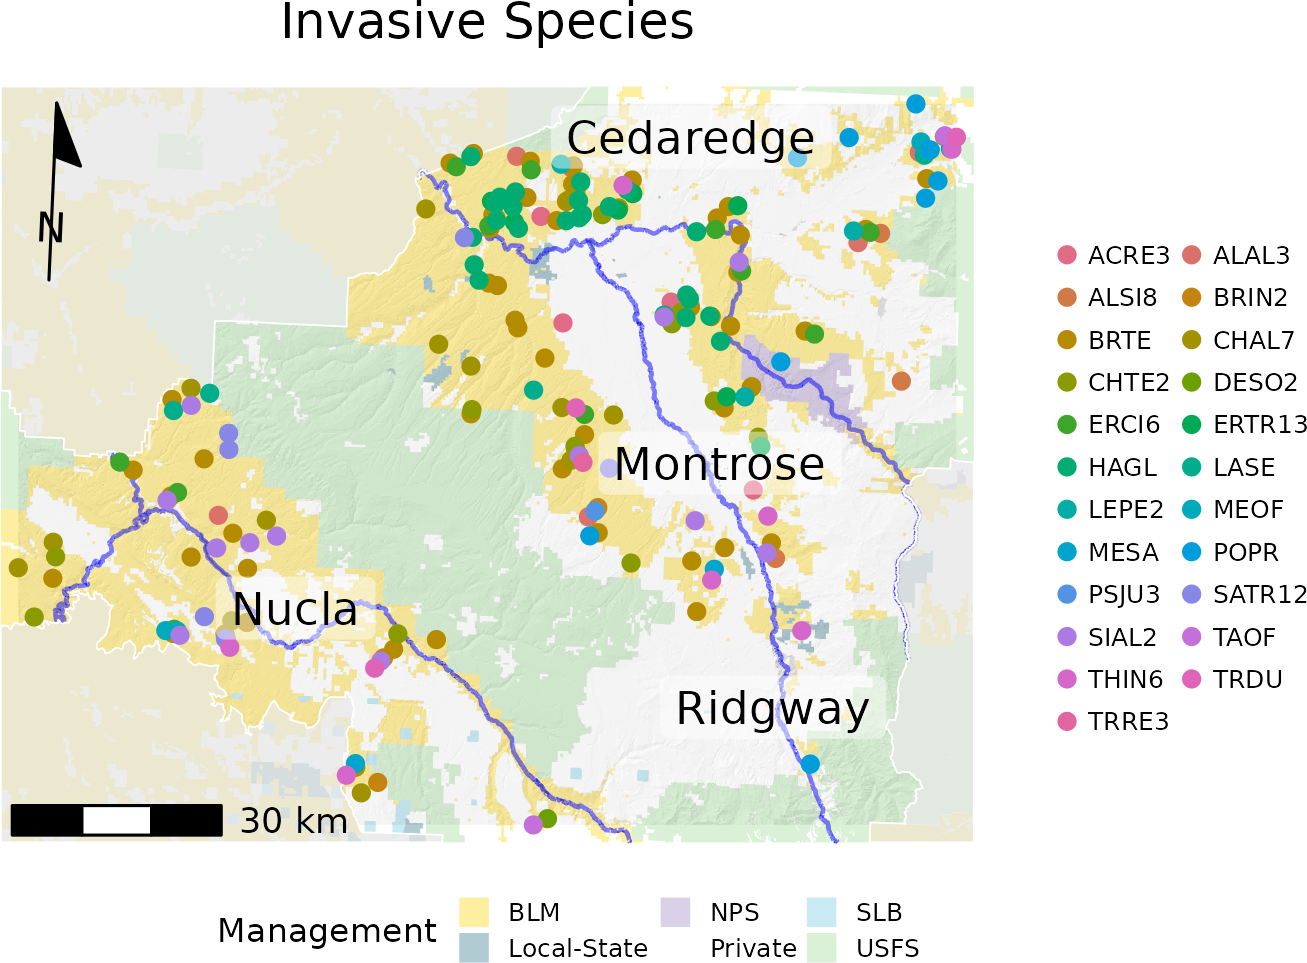 Invasive Species
Cedaredge
N
Montrose
Nucla
Ridgway
30 km
ACRE3 ALAL3
ALSI8 BRIN2
BRTE CHAL7
CHTE2 DESO2
ERCI6 ERTR13
HAGL LASE
LEPE2 MEOF
MESA POPR
PSJU3 SATR12
SIAL2 TAOF
THIN6 TRDU
TRRE3
Management
BLM NPS SLB
Local-State Private USFS